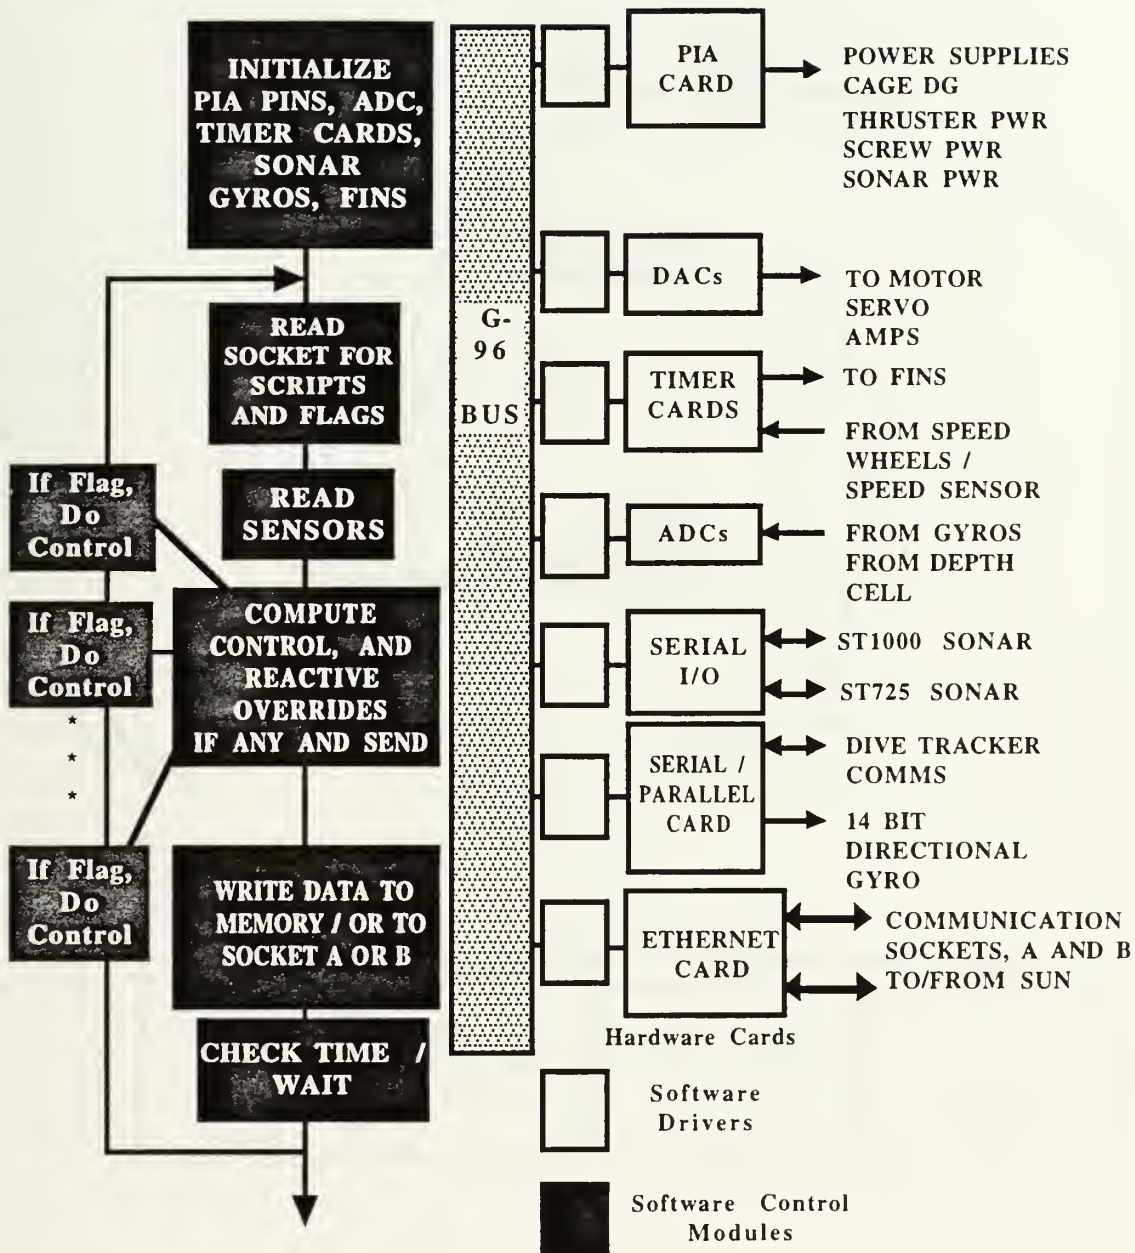 INITIALIZE
PIA PINS, ADC,
TIMER CARDS,
SONAR
GYROS, FINS
READ
SOCKET FOR
SCRIPTS
AND FLAGS
READ
SENSORS
If Flag,
Do
Control
If Flag,
Do
Control
*
*
*
If Flag,
Do
Control
COMPUTE
CONTROL, AND
REACTIVE
OVERRIDES
IF ANY AND SEND
WRITE DATA TO
MEMORY / OR TO
SOCKET A OR B
CHECK TIME /
WAIT
G-
96
BUS
PIA
CARD
POWER SUPPLIES
CAGE DG
THRUSTER PWR
SCREW PWR
SONAR PWR
DACs
TO MOTOR
SERVO
AMPS
TIMER
CARDS
TO FINS
FROM SPEED
WHEELS /
SPEED SENSOR
ADCs
FROM GYROS
FROM DEPTH
CELL
SERIAL
I/O
ST1000 SONAR
ST725 SONAR
SERIAL /
PARALLEL
CARD
DIVE TRACKER
COMMS
14 BIT
DIRECTIONAL
GYRO
ETHERNET
CARD
COMMUNICATION
SOCKETS, A AND B
TO/FROM SUN
Hardware Cards
Software
Drivers
Software Control
Modules